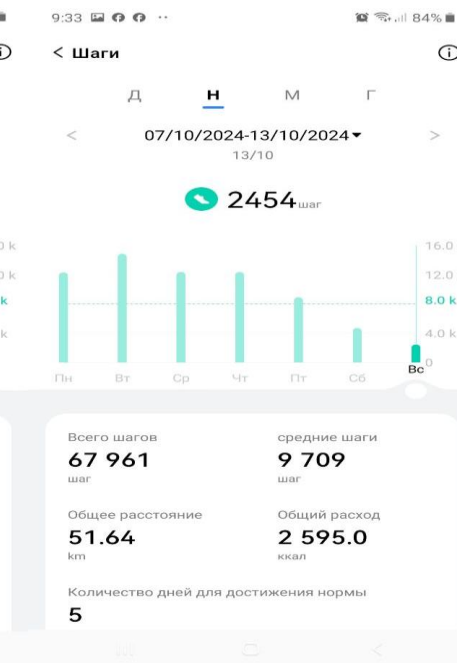 9:33
84%
< Шаги
Д Н М Г
< 07/10/2024-13/10/2024 >
13/10
2454 шаг
16.0
12.0
8.0 k
4.0 k
0
Пн Вт Ср Чт Пт Сб Вс
Всего шагов
67 961
шаг
средние шаги
9 709
шаг
Общее расстояние
51.64
km
Общий расход
2 595.0
ккал
Количество дней для достижения нормы
5